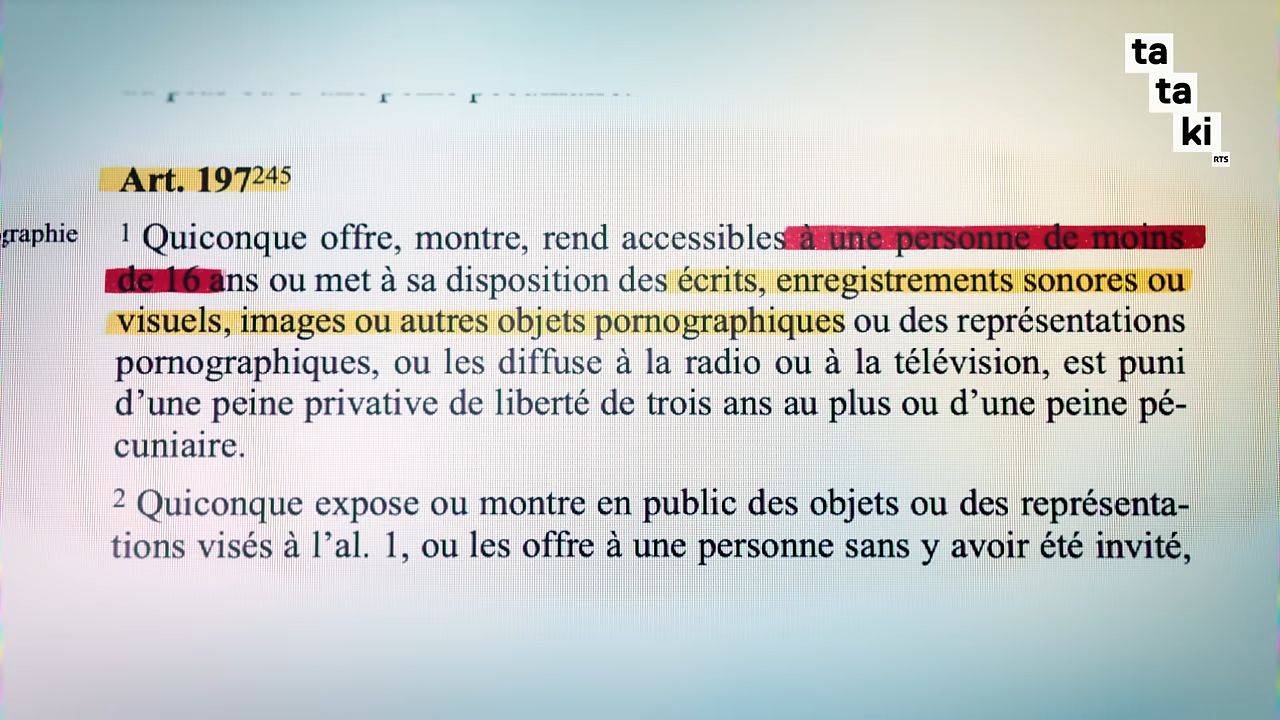 ta
ta
ki
RTS
Art. 197245
graphie
1 Quiconque offre, montre, rend accessibles à une personne de moins
de 16 ans ou met à sa disposition des écrits, enregistrements sonores ou
visuels, images ou autres objets pornographiques ou des représentations
pornographiques, ou les diffuse à la radio ou à la télévision, est puni
d’une peine privative de liberté de trois ans au plus ou d’une peine pé-
cuniaire.
2 Quiconque expose ou montre en public des objets ou des représenta-
tions visés à l’al. 1, ou les offre à une personne sans y avoir été invité,